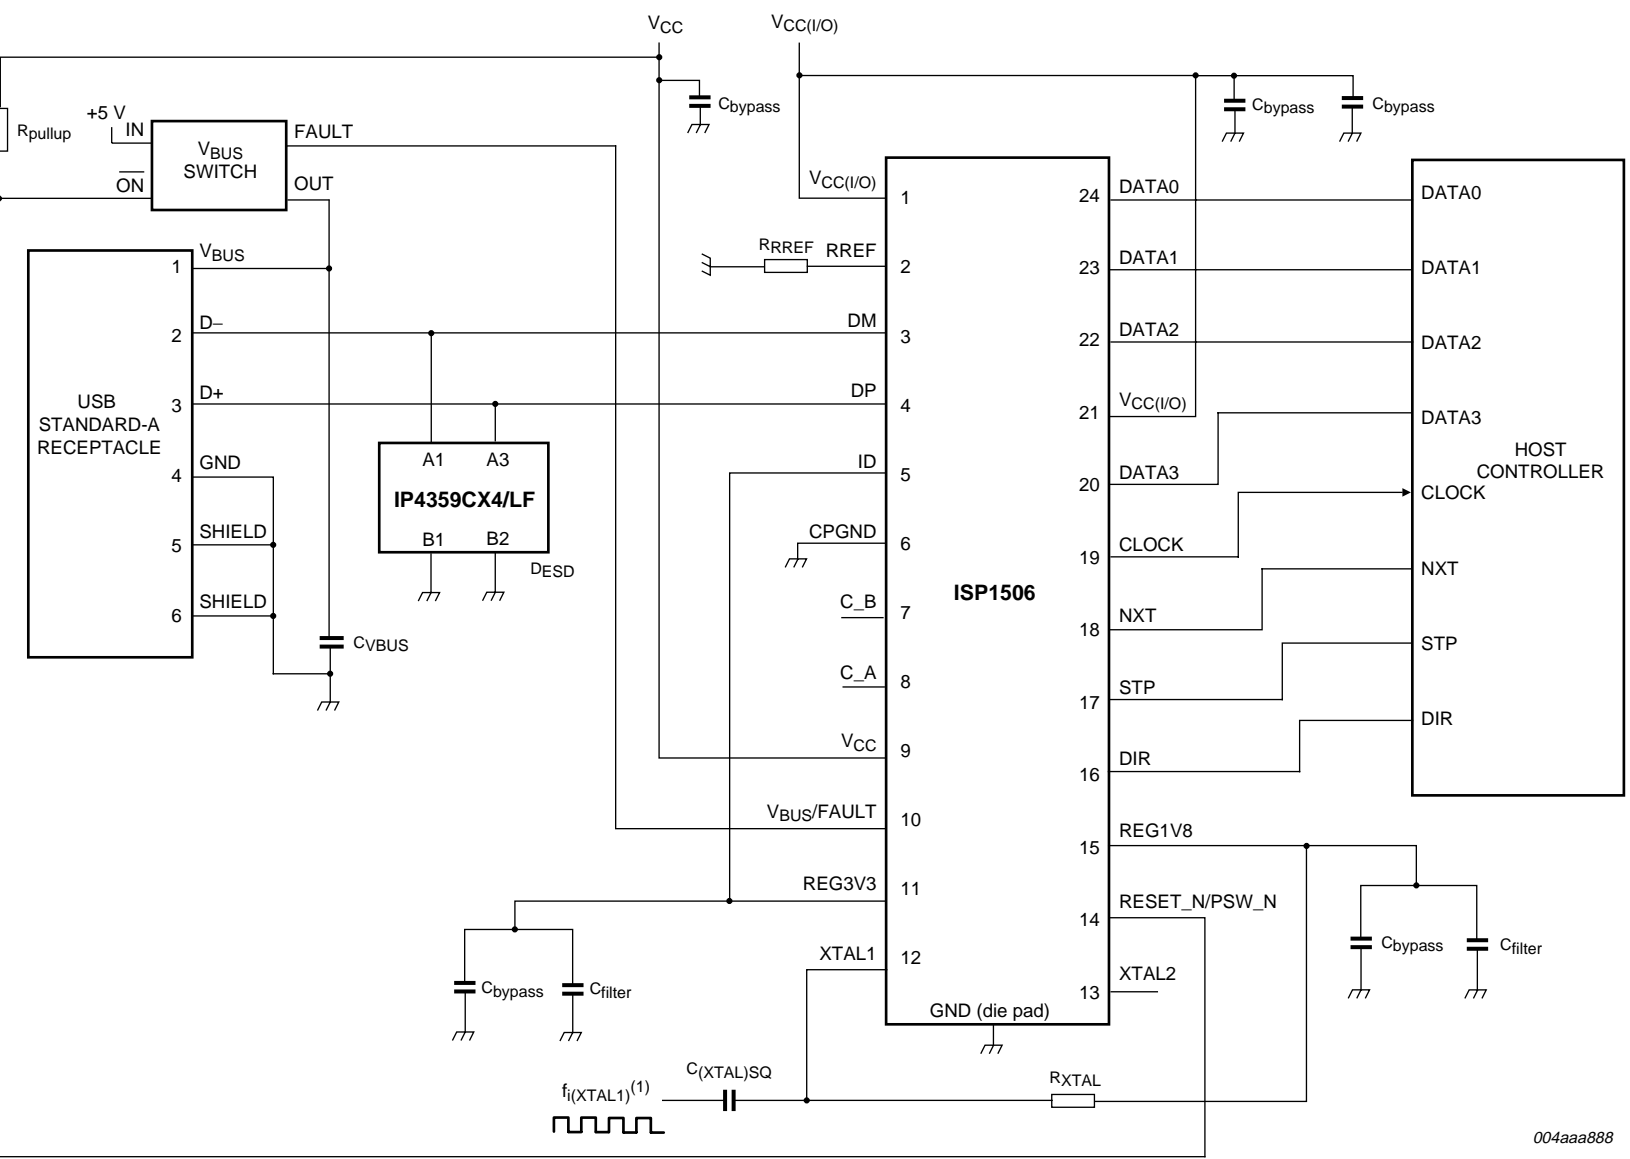 VCC
VCC(I/O)
Cbypass
Cbypass
Cbypass
Rpullup
+5 V
IN
ON
VBUS
SWITCH
FAULT
OUT
USB
STANDARD-A
RECEPTACLE
1
VBUS
2
D–
3
D+
4
GND
5
SHIELD
6
SHIELD
CVBUS
A1
A3
IP4359CX4/LF
B1
B2
DESD
ISP1506
VCC(I/O)
1
RRREF
RREF
2
DM
3
DP
4
ID
5
CPGND
6
C_B
7
C_A
8
VCC
9
VBUS/FAULT
10
REG3V3
11
XTAL1
12
GND (die pad)
24
DATA0
23
DATA1
22
DATA2
21
VCC(I/O)
20
DATA3
19
CLOCK
18
NXT
17
STP
16
DIR
15
REG1V8
14
RESET_N/PSW_N
13
XTAL2
HOST
CONTROLLER
DATA0
DATA1
DATA2
DATA3
CLOCK
NXT
STP
DIR
Cbypass
Cfilter
Cbypass
Cfilter
C(XTAL)SQ
fi(XTAL1)(1)
RXTAL
004aaa888